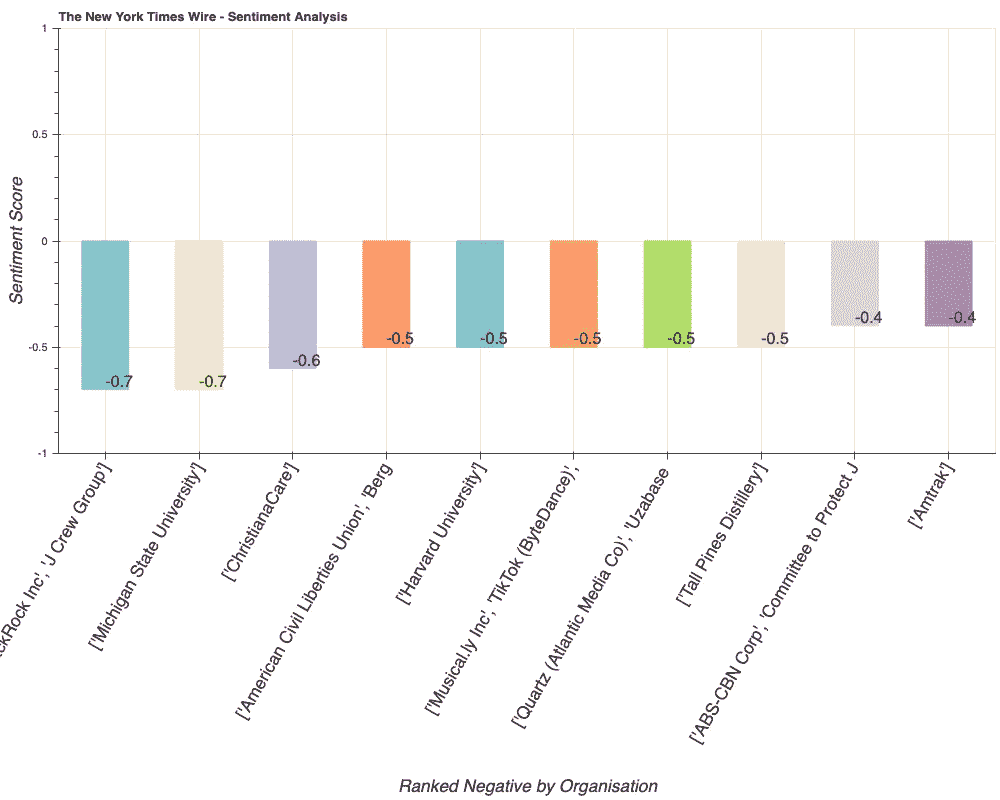 The New York Times Wire - Sentiment Analysis
Sentiment Score
1
0.5
0
-0.5
-1
-0.7
-0.7
-0.6
-0.5
-0.5
-0.5
-0.5
-0.5
-0.4
-0.4
Inc', 'J Crew Group']
['Michigan State University']
['ChristianaCare']
['American Civil Liberties Union', 'Berg
['Harvard University']
['Musical.ly Inc', 'TikTok (ByteDance)',
['Quartz (Atlantic Media Co)', 'Uzabase
['Tall Pines Distillery']
['ABS-CBN Corp', 'Committee to Protect J
['Amtrak']
Ranked Negative by Organisation